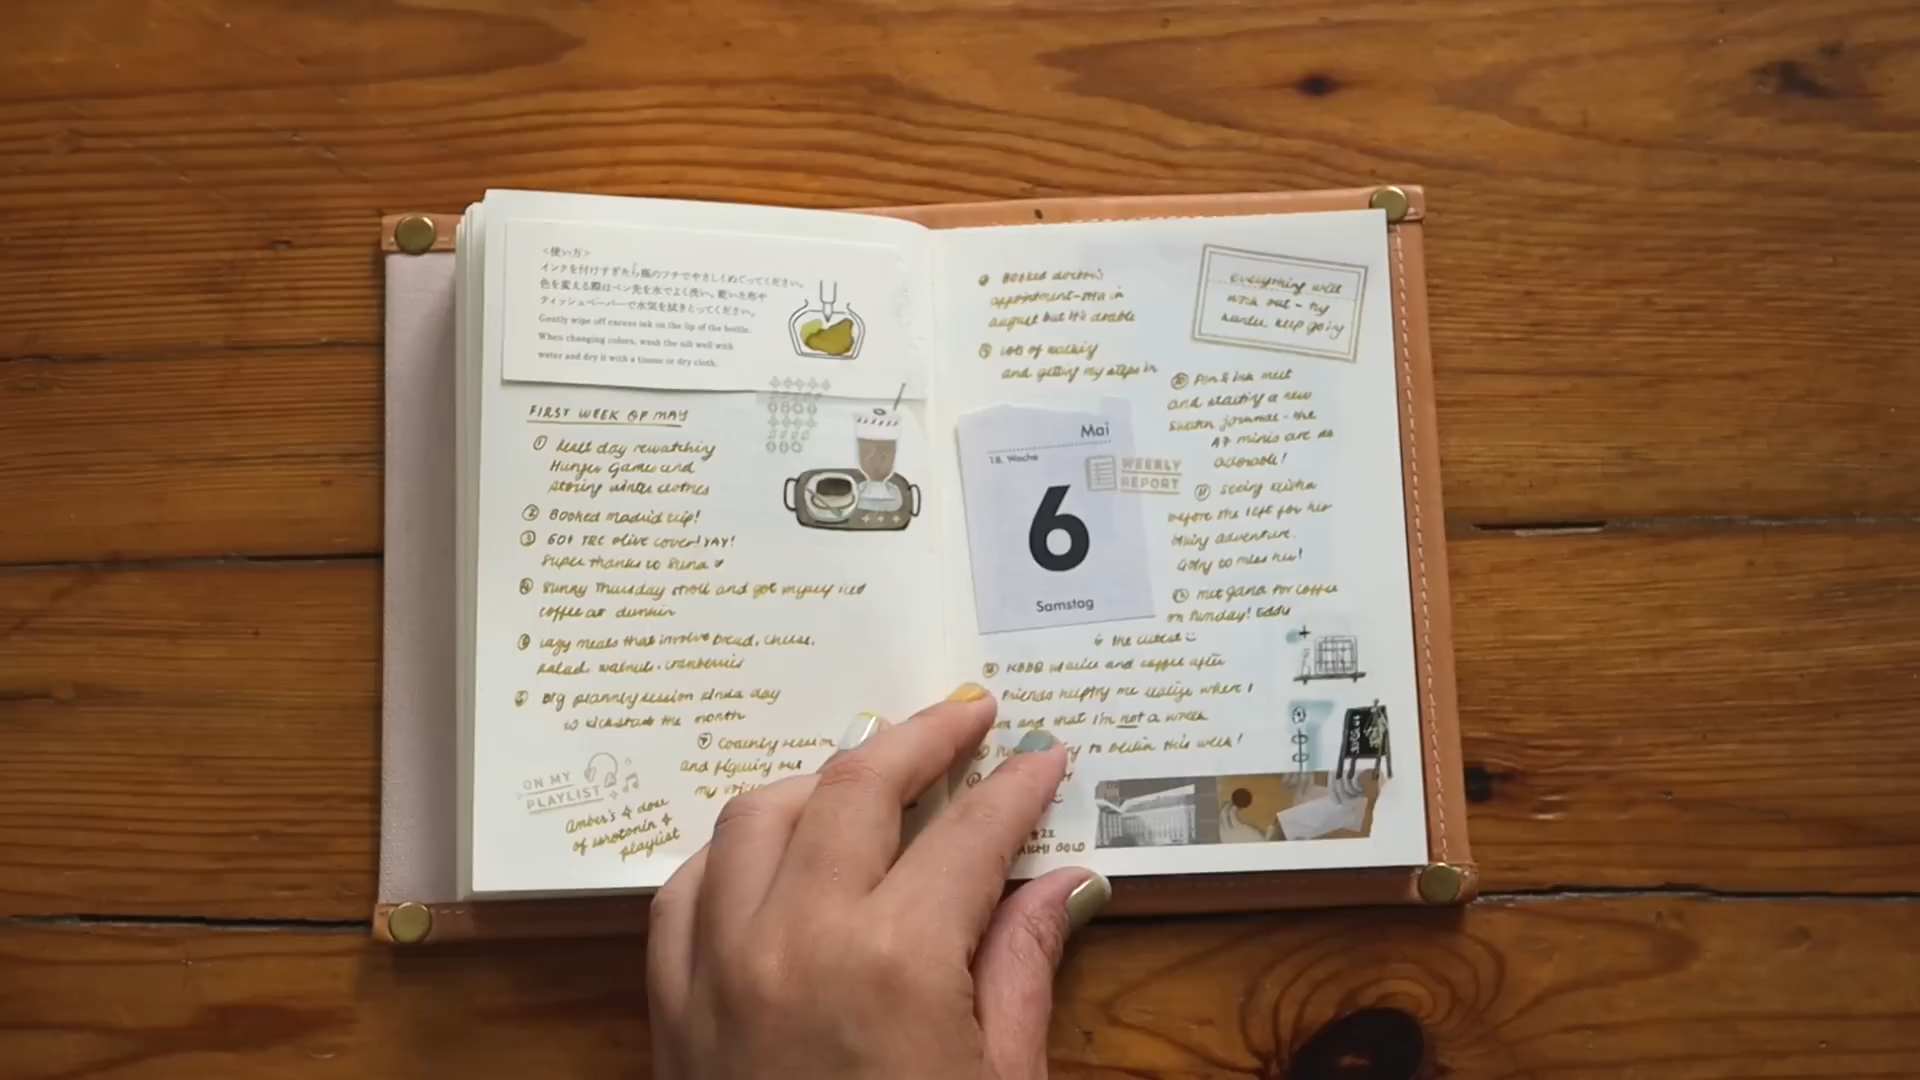 <使い方>
インクを付けすぎたら瓶のフチでやさしくぬぐってください。
色を変える際はペン先を水でよく洗い、乾いた布や
ティッシュペーパーで水気を拭きとってください。
Gently wipe off excess ink on the lip of the bottle.
When changing colors, wash the nib well with
water and dry it with a tissue or dry cloth.
FIRST WEEK OF MAY
① Reset day rewatching
Hunger Games and
storing winter clothes
② Booked Madrid trip!
③ GOT TRC olive cover! YAY!
Super thanks to
④ Sunny Thursday stroll and got myself iced
coffee at dunkin
⑤ Lazy meals that involve bread, cheese,
salad, walnuts, cranberries
⑥ Big planning session kinda day
to kickstart the month
⑦ Coaching session
and figuring out
my
ON MY
PLAYLIST
Amber's dose
of serotonin
playlist
Booked doctor's
appointment - in
august but it's doable
⑨ Lots of walking
and getting my steps in
Mai
18. Woche
6
Samstag
WEEKLY
REPORT
Everything will
work out - try
harder, keep going
⑩ Pen & ink meet
and starting a new
journal - the
A7 minis are so
adorable!
⑪ Seeing
before she left for her
adventure.
Going to miss her!
⑫ met Jana for coffee
on Sunday! Eddie
is the cutest
KBBQ and coffee after
Friends helping me realize where I
am and that I'm not a
to Berlin this week!
GOLD